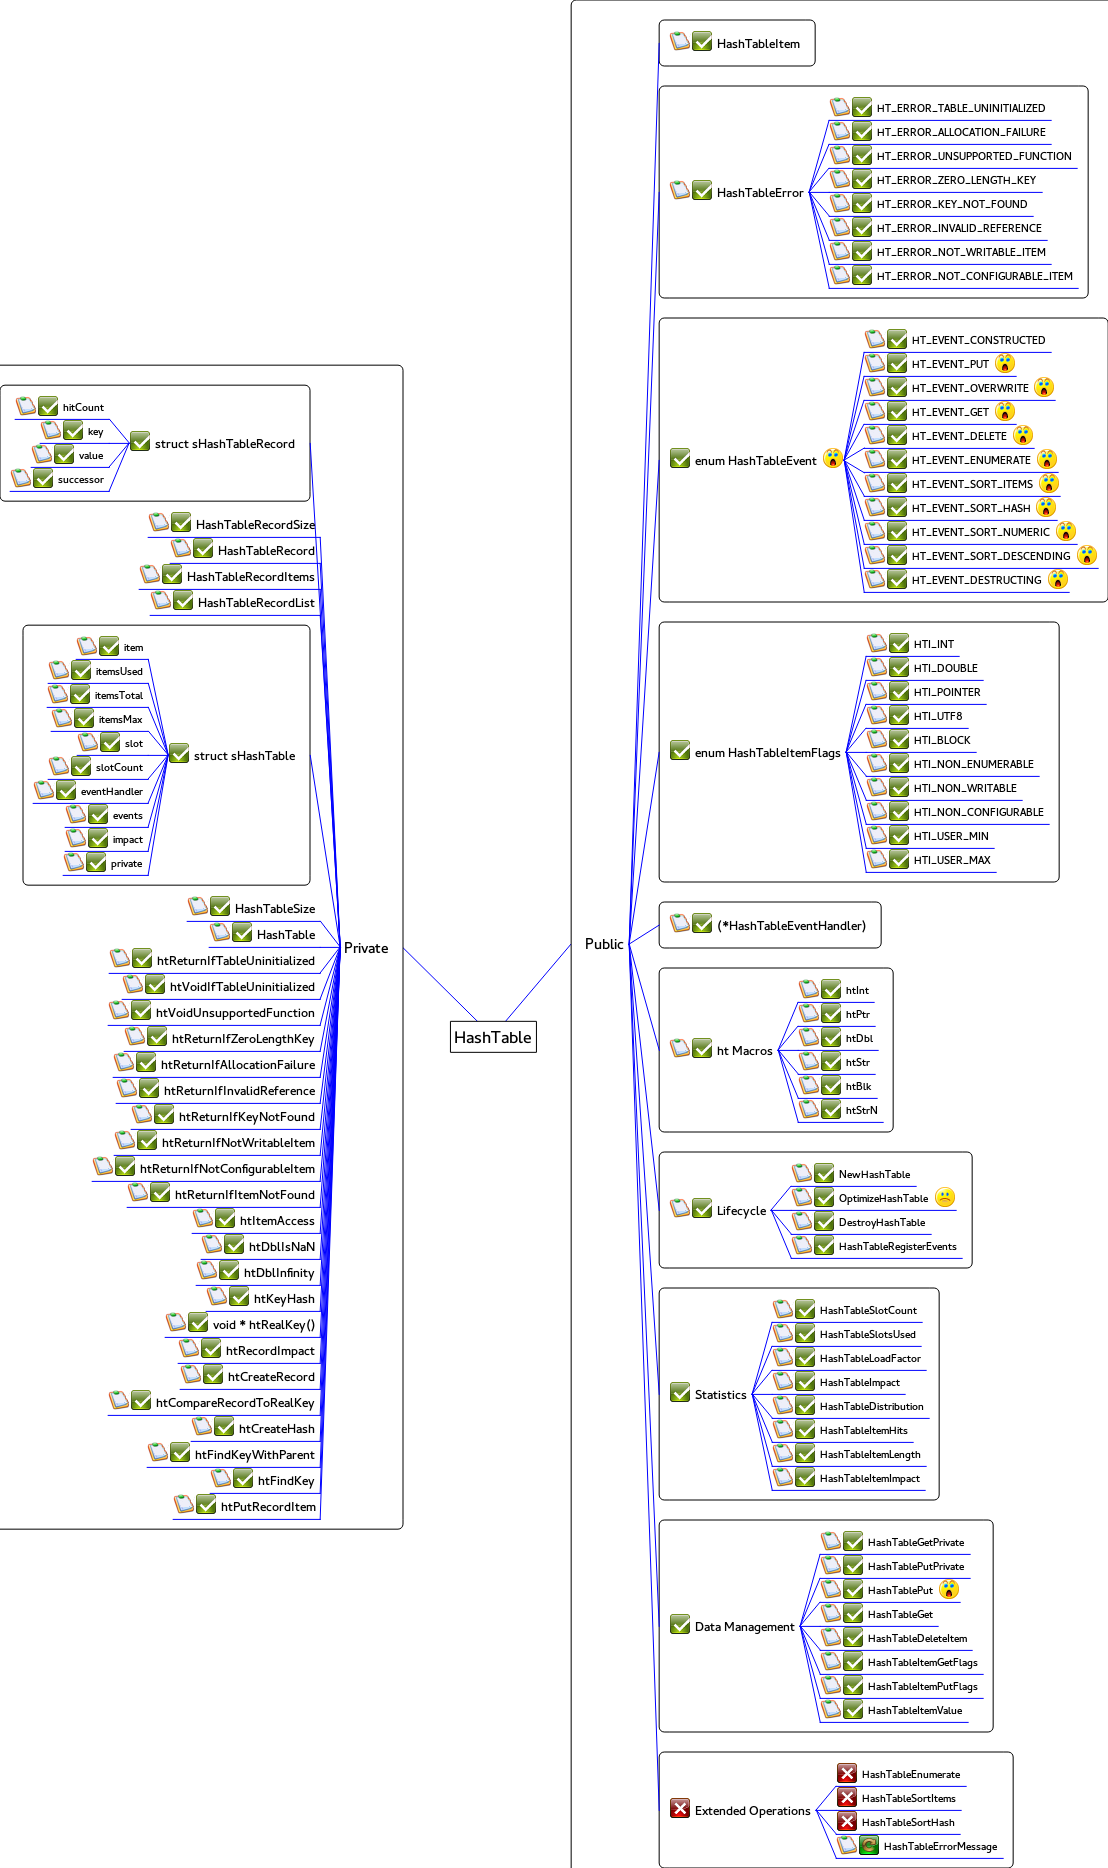 HashTable
Private
struct sHashTableRecord
hitCount
key
value
successor
HashTableRecordSize
HashTableRecord
HashTableRecordItems
HashTableRecordList
struct sHashTable
item
itemsUsed
itemsTotal
itemsMax
slot
slotCount
eventHandler
events
impact
private
HashTableSize
HashTable
htReturnIfTableUninitialized
htVoidIfTableUninitialized
htVoidUnsupportedFunction
htReturnIfZeroLengthKey
htReturnIfAllocationFailure
htReturnIfInvalidReference
htReturnIfKeyNotFound
htReturnIfNotWritableItem
htReturnIfNotConfigurableItem
htReturnIfItemNotFound
htItemAccess
htDblIsNaN
htDblInfinity
htKeyHash
void * htRealKey()
htRecordImpact
htCreateRecord
htCompareRecordToRealKey
htCreateHash
htFindKeyWithParent
htFindKey
htPutRecordItem
Public
HashTableItem
HashTableError
HT_ERROR_TABLE_UNINITIALIZED
HT_ERROR_ALLOCATION_FAILURE
HT_ERROR_UNSUPPORTED_FUNCTION
HT_ERROR_ZERO_LENGTH_KEY
HT_ERROR_KEY_NOT_FOUND
HT_ERROR_INVALID_REFERENCE
HT_ERROR_NOT_WRITABLE_ITEM
HT_ERROR_NOT_CONFIGURABLE_ITEM
enum HashTableEvent
HT_EVENT_CONSTRUCTED
HT_EVENT_PUT
HT_EVENT_OVERWRITE
HT_EVENT_GET
HT_EVENT_DELETE
HT_EVENT_ENUMERATE
HT_EVENT_SORT_ITEMS
HT_EVENT_SORT_HASH
HT_EVENT_SORT_NUMERIC
HT_EVENT_SORT_DESCENDING
HT_EVENT_DESTRUCTING
enum HashTableItemFlags
HTI_INT
HTI_DOUBLE
HTI_POINTER
HTI_UTF8
HTI_BLOCK
HTI_NON_ENUMERABLE
HTI_NON_WRITABLE
HTI_NON_CONFIGURABLE
HTI_USER_MIN
HTI_USER_MAX
(*HashTableEventHandler)
ht Macros
htInt
htPtr
htDbl
htStr
htBlk
htStrN
Lifecycle
NewHashTable
OptimizeHashTable
DestroyHashTable
HashTableRegisterEvents
Statistics
HashTableSlotCount
HashTableSlotsUsed
HashTableLoadFactor
HashTableImpact
HashTableDistribution
HashTableItemHits
HashTableItemLength
HashTableItemImpact
Data Management
HashTableGetPrivate
HashTablePutPrivate
HashTablePut
HashTableGet
HashTableDeleteItem
HashTableItemGetFlags
HashTableItemPutFlags
HashTableItemValue
Extended Operations
HashTableEnumerate
HashTableSortItems
HashTableSortHash
HashTableErrorMessage